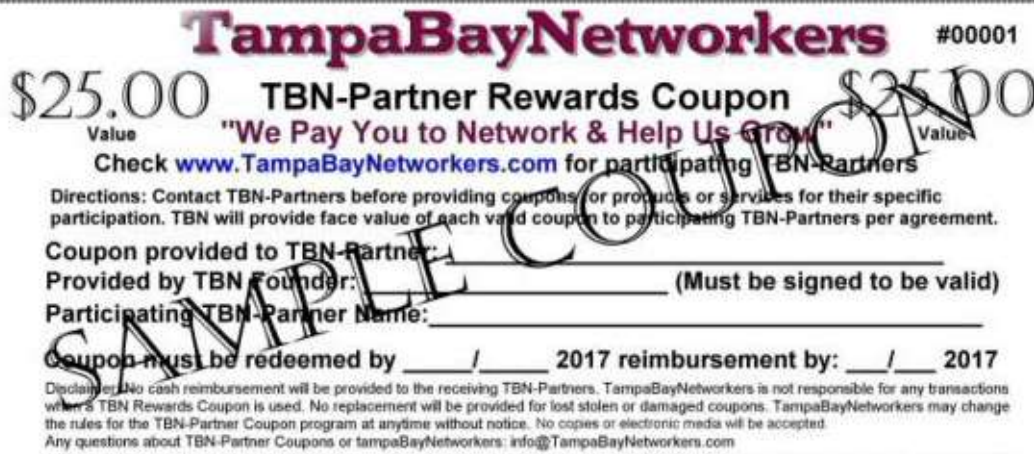 TampaBayNetworkers #00001
$25.00 TBN-Partner Rewards Coupon $25.00
Value "We Pay You to Network & Help Us Grow" Value
Check www.TampaBayNetworkers.com for participating TBN-Partners
Directions: Contact TBN-Partners before providing coupons for products or services for their specific
participation. TBN will provide face value of each valid coupon to participating TBN-Partners per agreement.
Coupon provided to TBN-Partner: ____________________
Provided by TBN Founder: ____________________ (Must be signed to be valid)
Participating TBN-Partner Name: ____________________
Coupon must be redeemed by ____/____ 2017 reimbursement by: ___/___ 2017
Disclaimer: No cash reimbursement will be provided to the receiving TBN-Partners. TampaBayNetworkers is not responsible for any transactions
when a TBN Rewards Coupon is used. No replacement will be provided for lost stolen or damaged coupons. TampaBayNetworkers may change
the rules for the TBN-Partner Coupon program at anytime without notice. No copies or electronic media will be accepted.
Any questions about TBN-Partner Coupons or tampaBayNetworkers: info@TampaBayNetworkers.com
SAMPLE COUPON